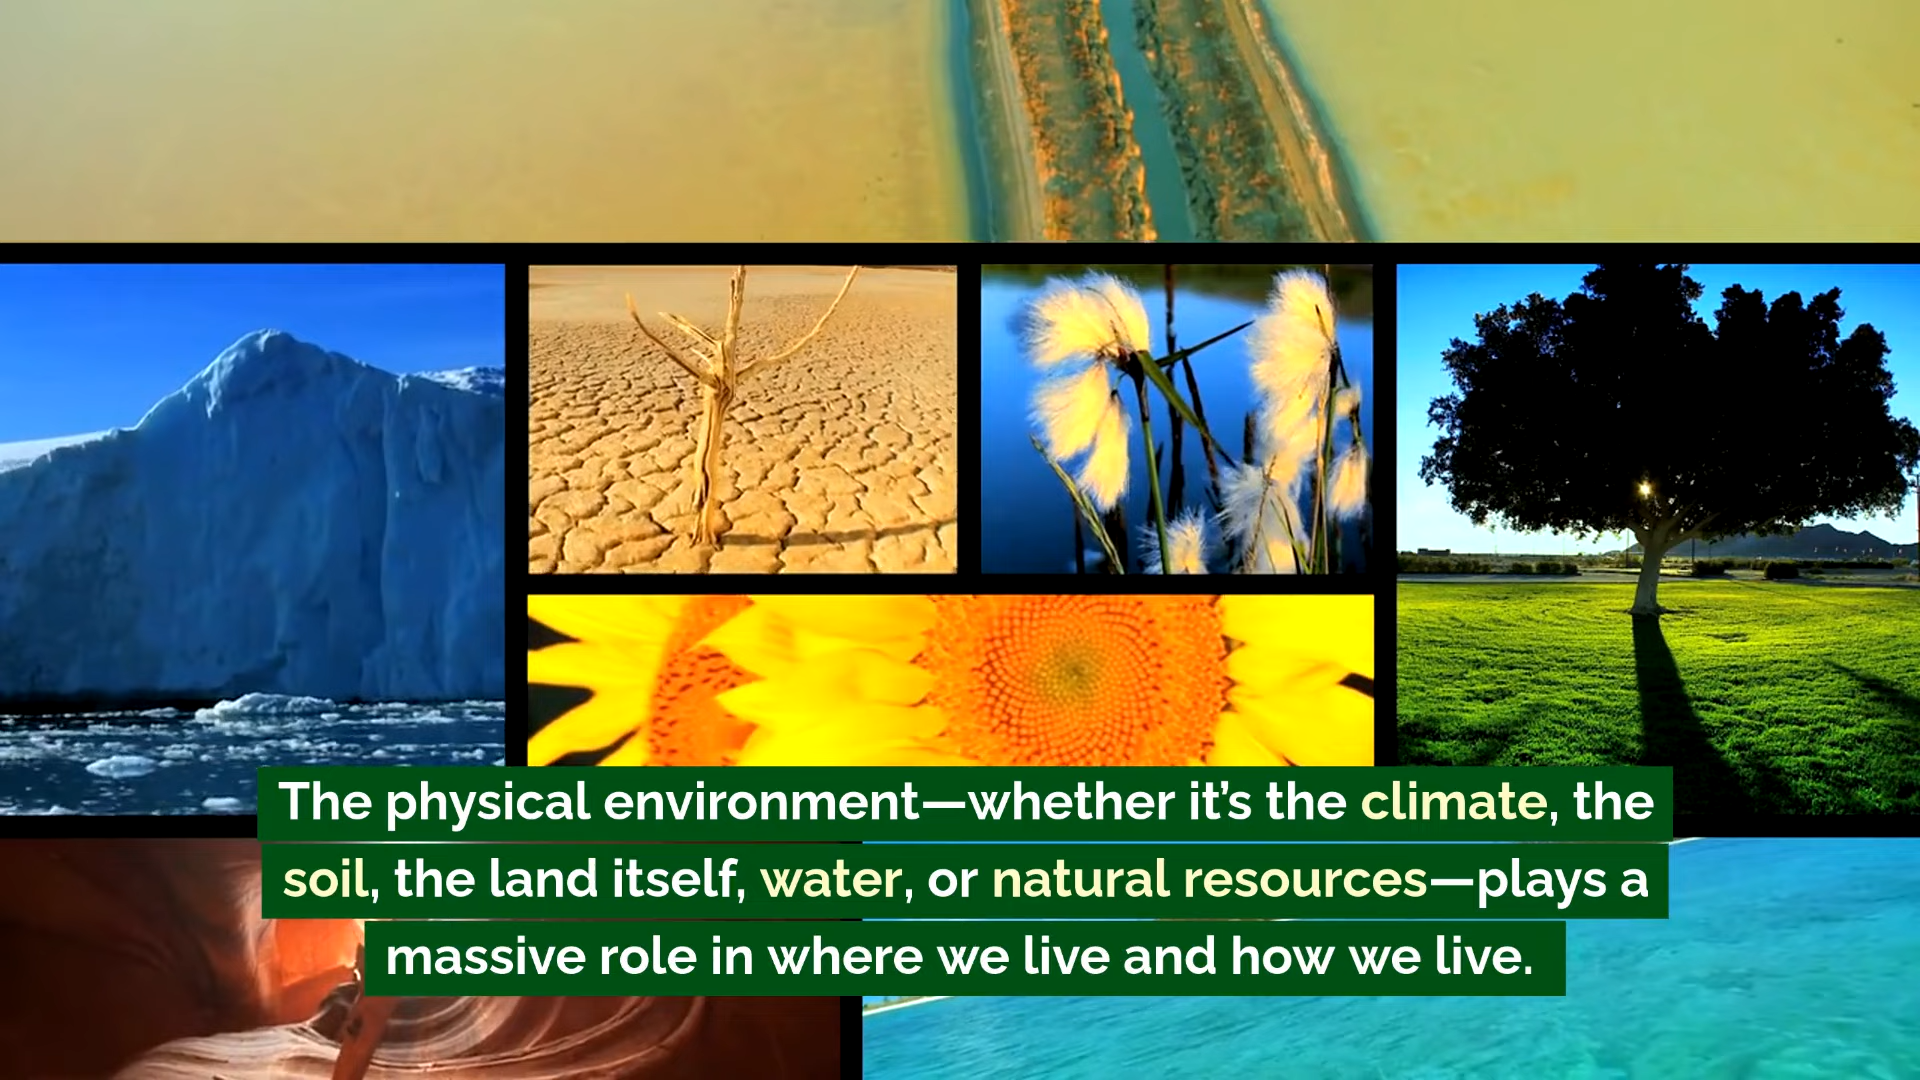 The physical environment—whether it’s the climate, the
soil, the land itself, water, or natural resources—plays a
massive role in where we live and how we live.